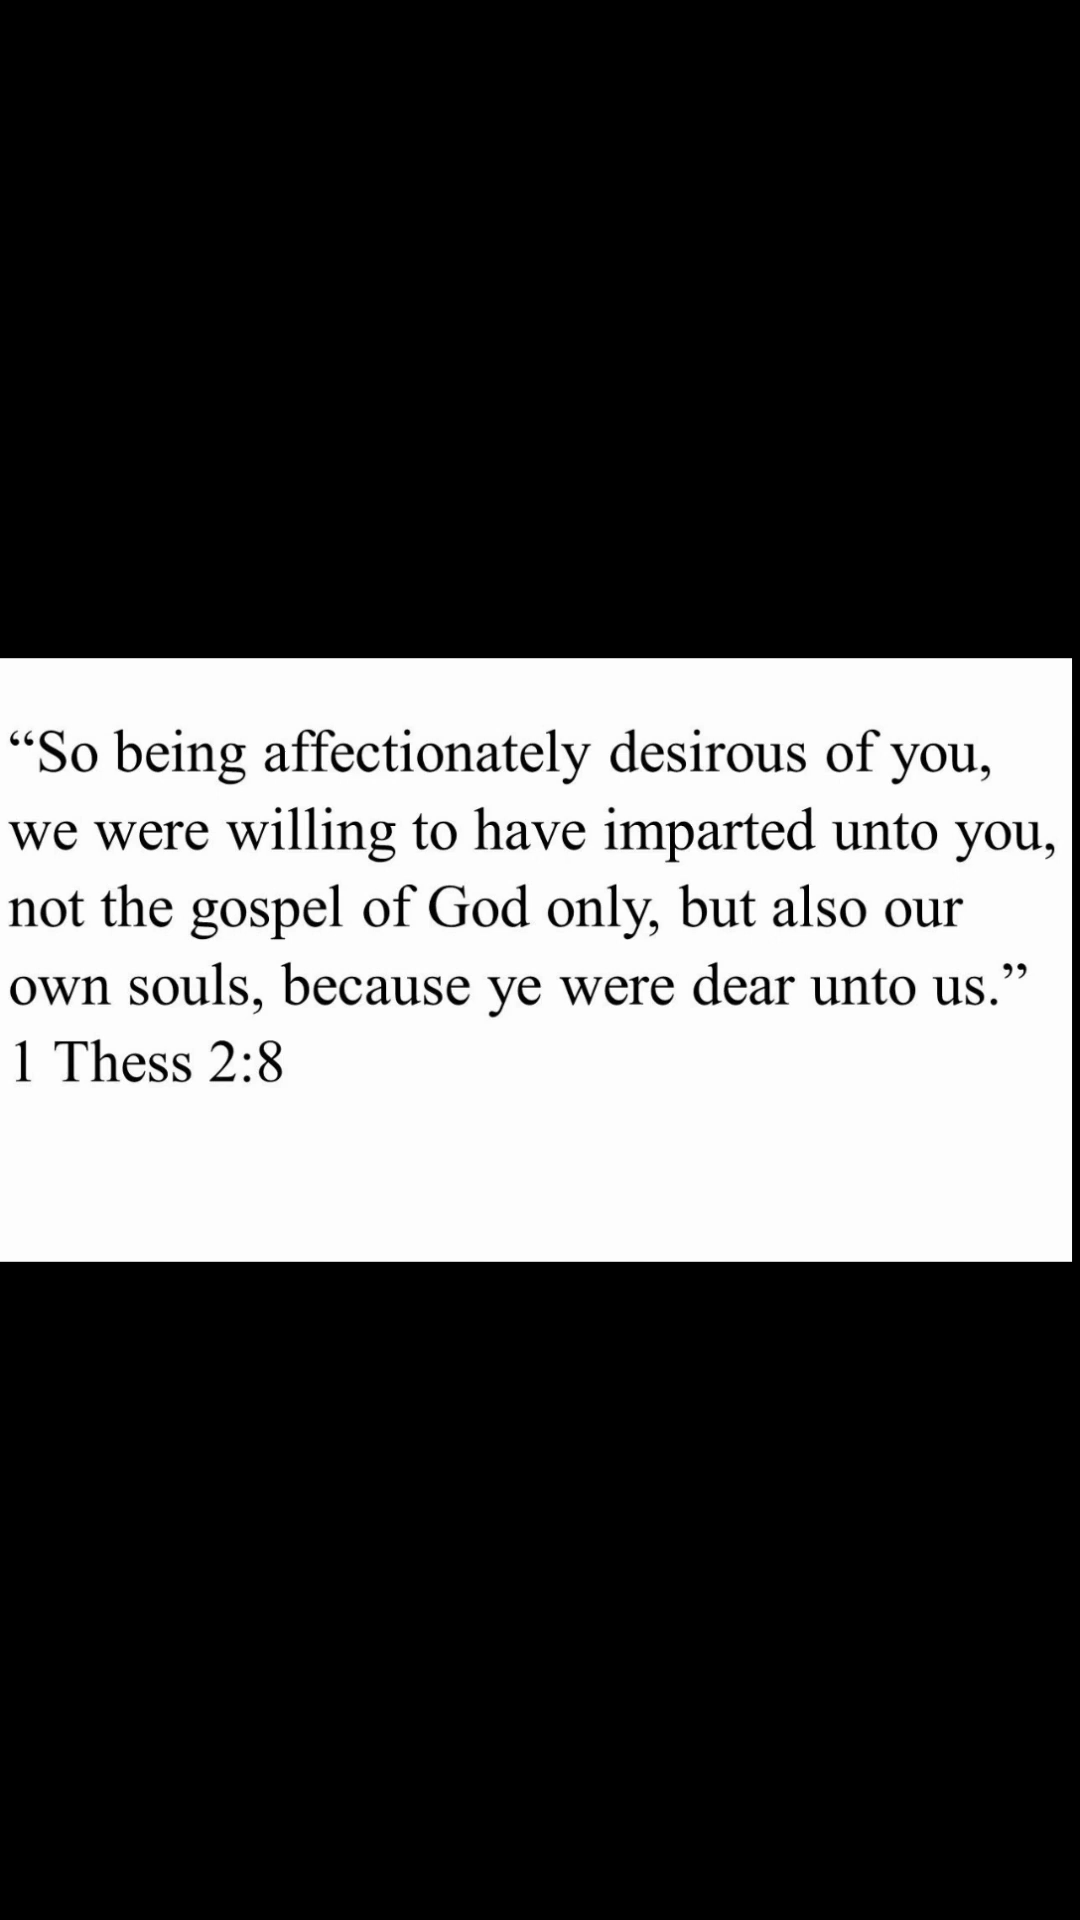 “So being affectionately desirous of you,
we were willing to have imparted unto you,
not the gospel of God only, but also our
own souls, because ye were dear unto us.”
1 Thess 2:8